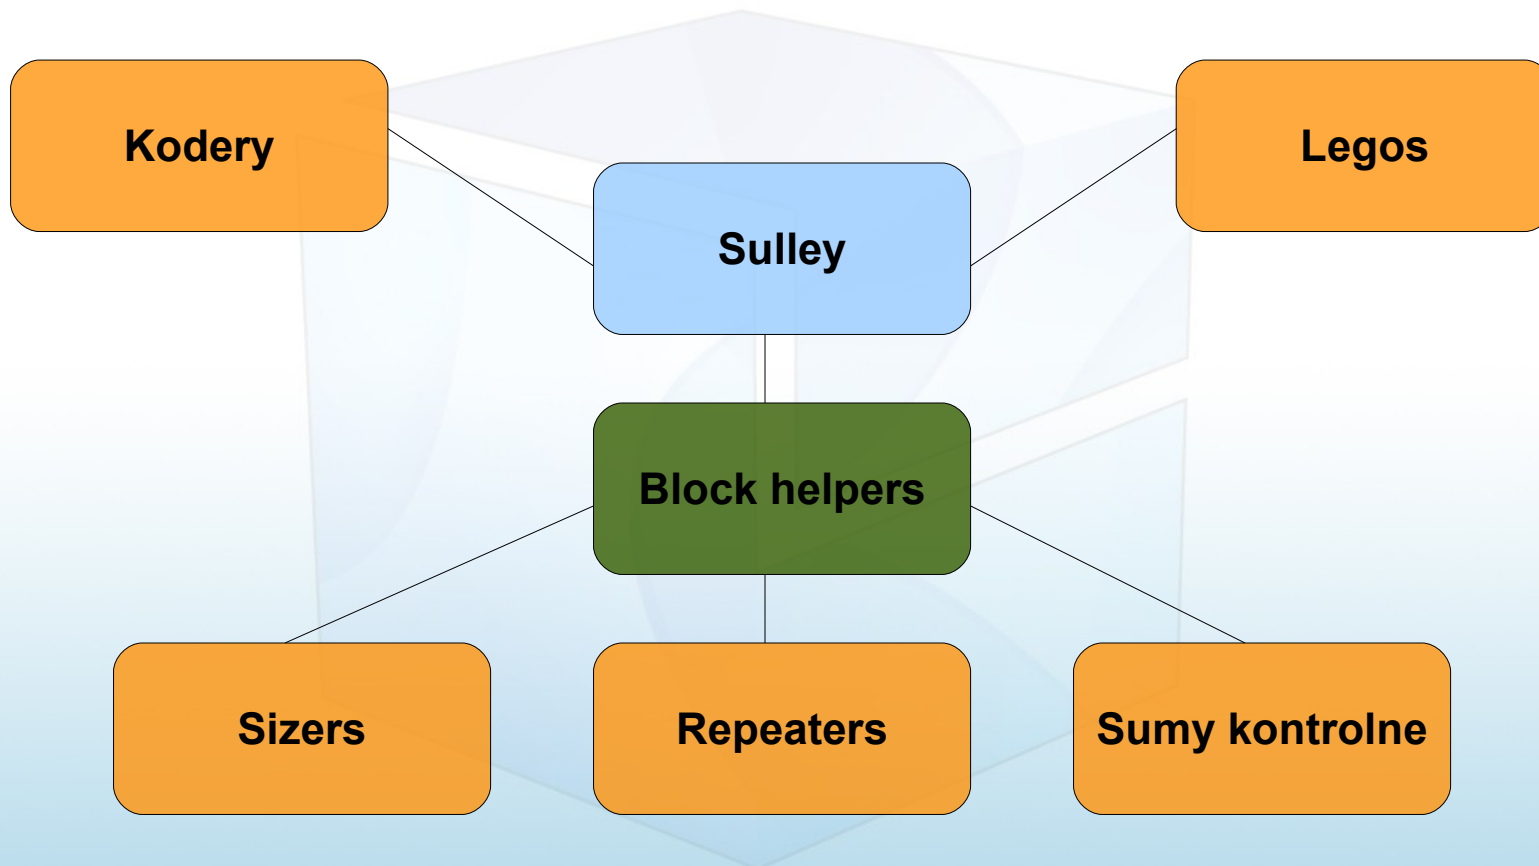 Kodery
Legos
Sulley
Block helpers
Sizers
Repeaters
Sumy kontrolne